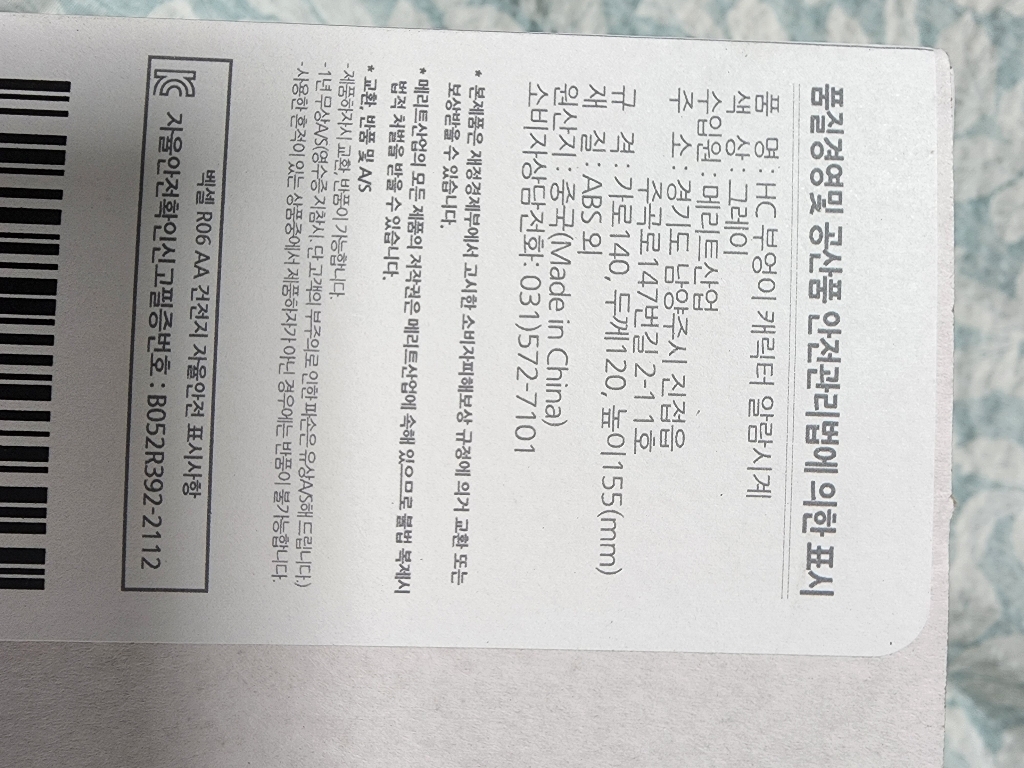 품질경영및 공산품 안전관리법에 의한 표시
품 명 : HC 부엉이 캐릭터 알람시계
색 상 : 그레이
수입원 : 메리트산업
주 소 : 경기도 남양주시 진접읍
주곡로147번길 2-1 1호
규 격 : 가로140, 두께120, 높이155(mm)
재 질 : ABS 외
원산지 : 중국(Made in China)
소비자상담전화: 031)572-7101
* 본제품은 재정경제부에서 고시한 소비자피해보상 규정에 의거 교환 또는
보상받을 수 있습니다.
* 메리트산업의 모든 제품의 저작권은 메리트산업에 속해 있으므로 불법 복제시
법적 처벌을 받을 수 있습니다.
* 교환, 반품 및 A/S
-제품하자시 교환, 반품이 가능합니다.
-1년 무상A/S(영수증 지참시, 단, 고객의 부주의로 인한 파손은 유상A/S해 드립니다.)
-사용한 흔적이 있는 상품중에서 제품하자가 아닌 경우에는 반품이 불가능합니다.
벡셀 R06 AA 건전지 자율안전 표시사항
자율안전확인신고필증번호 : B052R392-2112